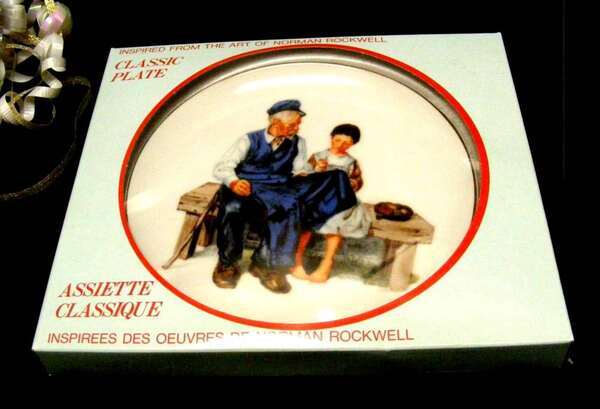 INSPIRED FROM THE ART OF NORMAN ROCKWELL
CLASSIC
PLATE
ASSIETTE
CLASSIQUE
INSPIREES DES OEUVRES DE NORMAN ROCKWELL